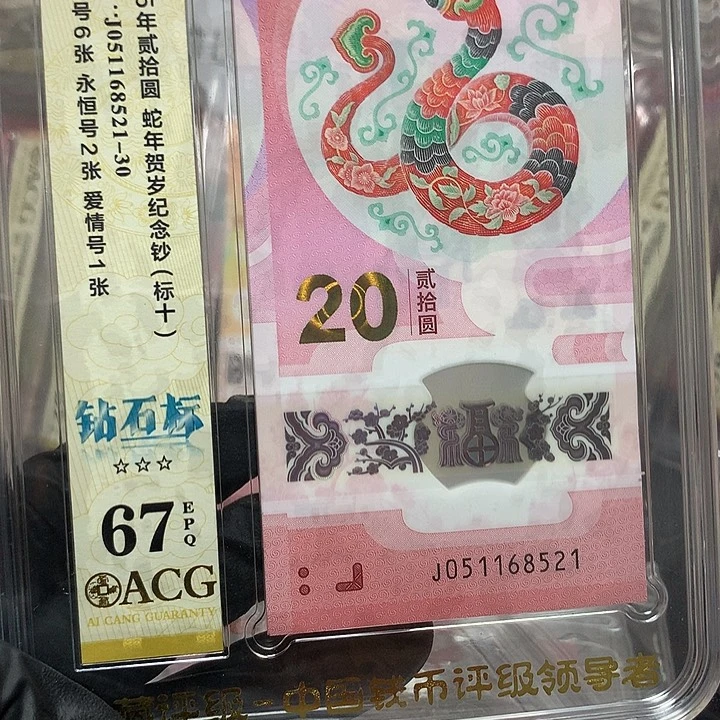 5年贰拾圆 蛇年贺岁纪念钞(标十)
:J051168521-30
号6张 永恒号2张 爱情号1张
钻石标
☆☆☆
67 EPQ
ACG
AI CANG GUARANTY
20 贰拾圆
J051168521
评级-中国钱币评级领导者